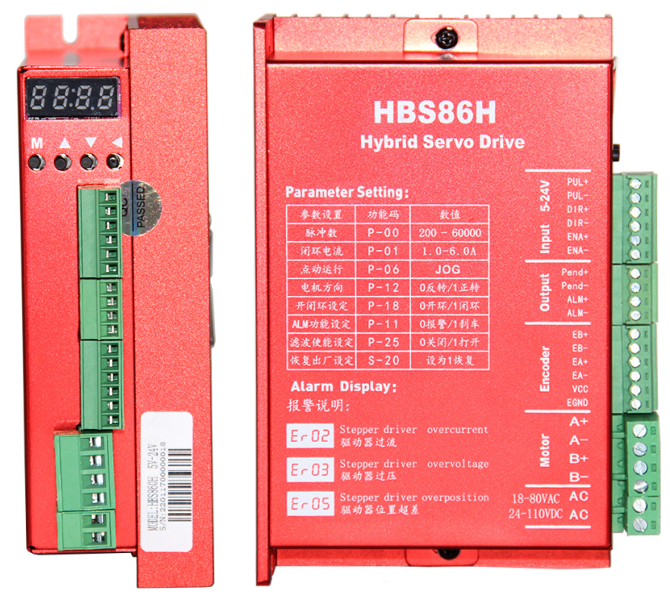 88:88
M
PASSED
MODEL:HBS86H 5V-24V
S/N:22011700000018
HBS86H
Hybrid Servo Drive
Parameter Setting:
参数设置 功能码 数值
脉冲数 P-00 200 - 60000
闭环电流 P-01 1.0-6.0A
点动运行 P-06 JOG
电机方向 P-12 0反转/1正转
开闭环设定 P-18 0开环/1闭环
ALM功能设定 P-11 0报警/1刹车
滤波使能设定 P-25 0关闭/1打开
恢复出厂设定 S-20 设为1恢复
Alarm Display:
报警说明:
Er02 Stepper driver overcurrent
驱动器过流
Er03 Stepper driver overvoltage
驱动器过压
Er05 Stepper driver overposition
驱动器位置超差
Input 5-24V
PUL+
PUL-
DIR+
DIR-
ENA+
ENA-
Output
Pend+
Pend-
ALM+
ALM-
Encoder
EB+
EB-
EA+
EA-
VCC
EGND
Motor
A+
A-
B+
B-
18-80VAC AC
24-110VDC AC